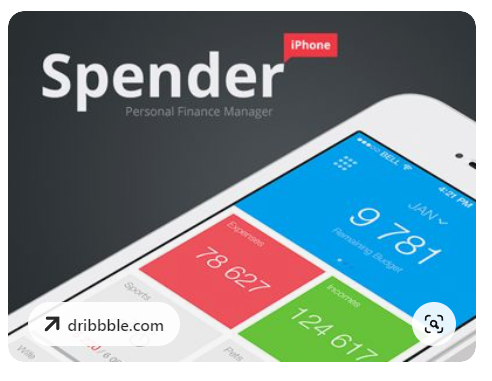 iPhone
Spender
Personal Finance Manager
BELL
4:21 PM
JAN
9 781
Remaining Budget
Expenses
78 627
Incomes
124 617
Sports
Pets
Wife
dribbble.com